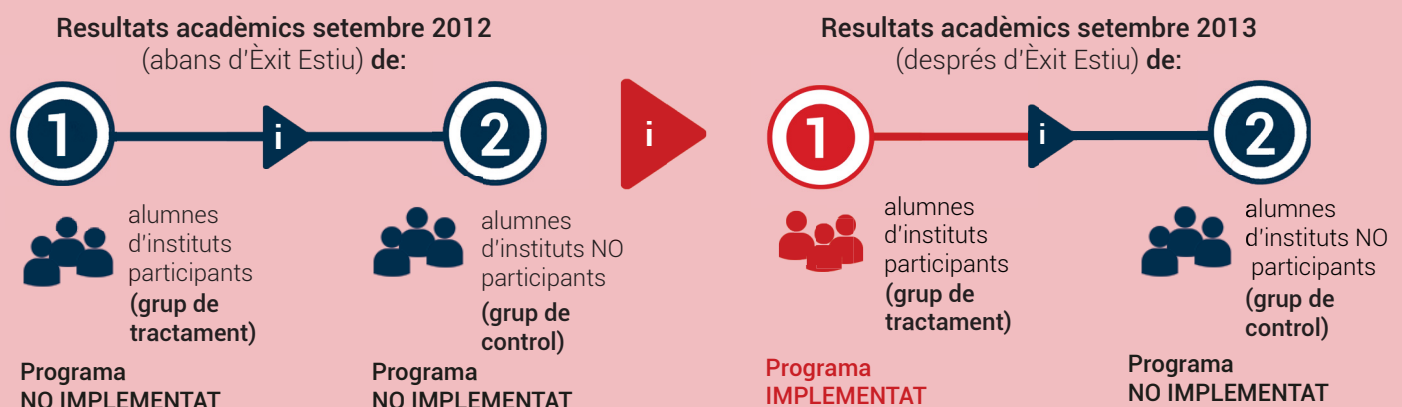 Resultats acadèmics setembre 2012
(abans d'Èxit Estiu) de:
1
i
2
alumnes
d'instituts
participants
(grup de
tractament)
Programa
NO IMPLEMENTAT
alumnes
d'instituts NO
participants
(grup de
control)
Programa
NO IMPLEMENTAT
i
Resultats acadèmics setembre 2013
(després d'Èxit Estiu) de:
1
i
2
alumnes
d'instituts
participants
(grup de
tractament)
Programa
IMPLEMENTAT
alumnes
d'instituts NO
participants
(grup de
control)
Programa
NO IMPLEMENTAT